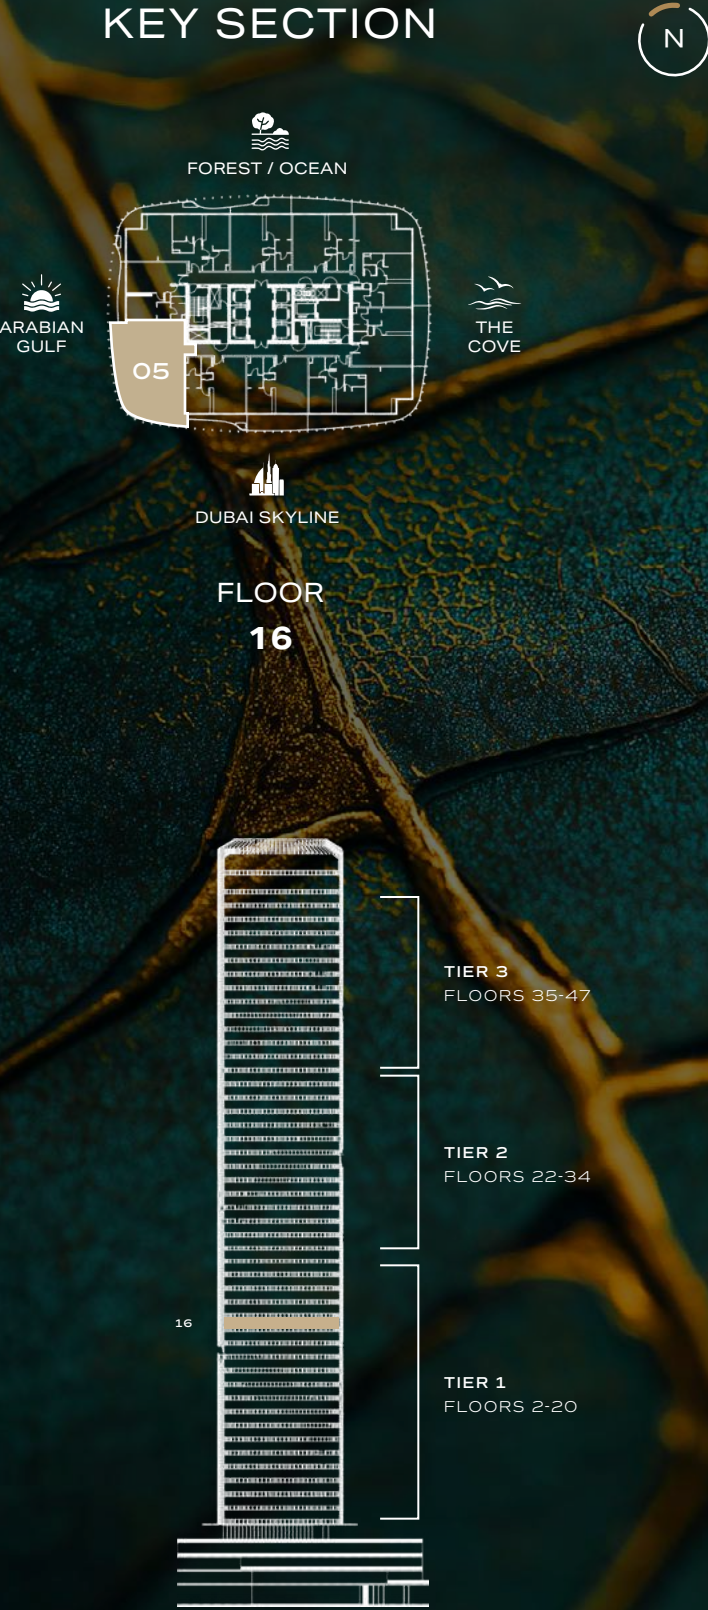 KEY SECTION
N
FOREST / OCEAN
ARABIAN
GULF
THE
COVE
05
DUBAI SKYLINE
FLOOR
16
TIER 3
FLOORS 35-47
TIER 2
FLOORS 22-34
16
TIER 1
FLOORS 2-20